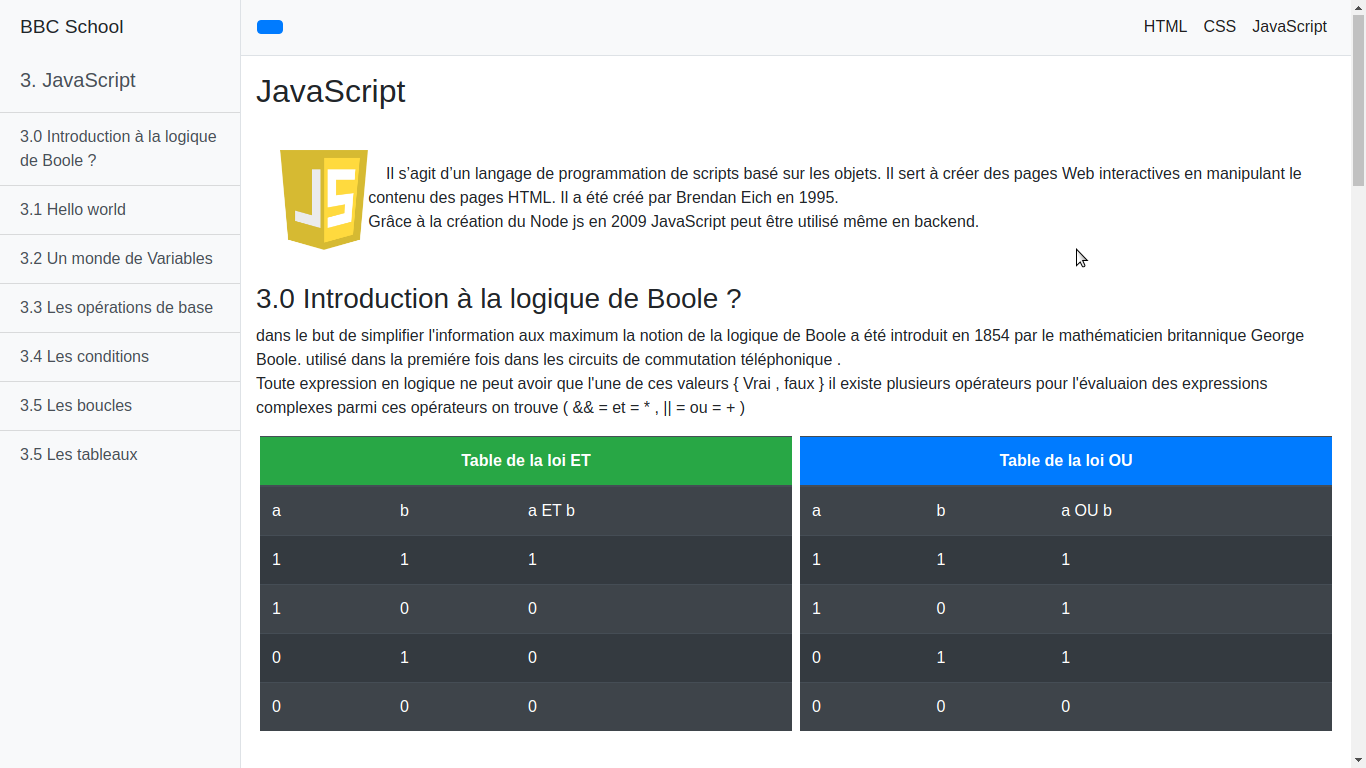 BBC School
3. JavaScript
3.0 Introduction à la logique
de Boole ?
3.1 Hello world
3.2 Un monde de Variables
3.3 Les opérations de base
3.4 Les conditions
3.5 Les boucles
3.5 Les tableaux
HTML CSS JavaScript
JavaScript
JS
Il s’agit d’un langage de programmation de scripts basé sur les objets. Il sert à créer des pages Web interactives en manipulant le
contenu des pages HTML. Il a été créé par Brendan Eich en 1995.
Grâce à la création du Node js en 2009 JavaScript peut être utilisé même en backend.
3.0 Introduction à la logique de Boole ?
dans le but de simplifier l'information aux maximum la notion de la logique de Boole a été introduit en 1854 par le mathématicien britannique George
Boole. utilisé dans la premiére fois dans les circuits de commutation téléphonique .
Toute expression en logique ne peut avoir que l'une de ces valeurs { Vrai , faux } il existe plusieurs opérateurs pour l'évaluaion des expressions
complexes parmi ces opérateurs on trouve ( && = et = * , || = ou = + )
Table de la loi ET
a b a ET b
1 1 1
1 0 0
0 1 0
0 0 0
Table de la loi OU
a b a OU b
1 1 1
1 0 1
0 1 1
0 0 0